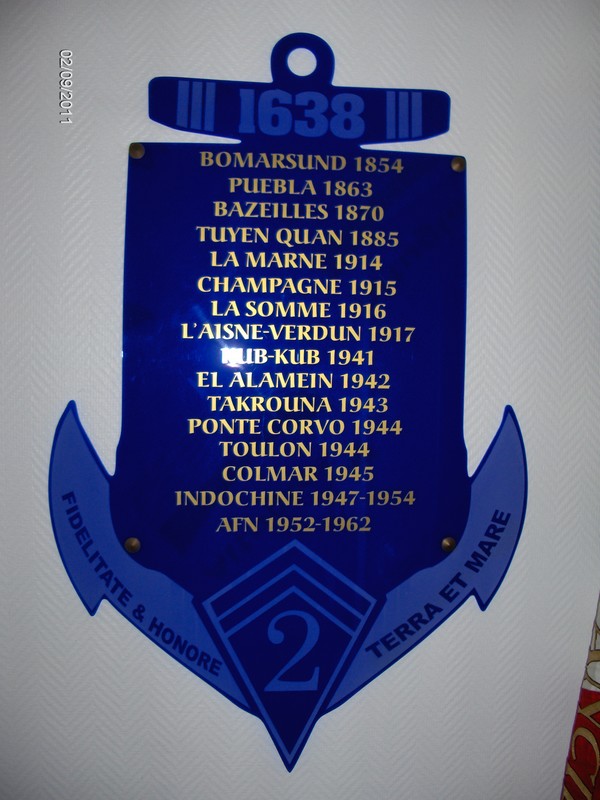 02/09/2011
1638
BOMARSUND 1854
PUEBLA 1863
BAZEILLES 1870
TUYEN QUAN 1885
LA MARNE 1914
CHAMPAGNE 1915
LA SOMME 1916
L'AISNE-VERDUN 1917
KUB-KUB 1941
EL ALAMEIN 1942
TAKROUNA 1943
PONTE CORVO 1944
TOULON 1944
COLMAR 1945
INDOCHINE 1947-1954
AFN 1952-1962
FIDELITATE & HONORE
TERRA ET MARE
2